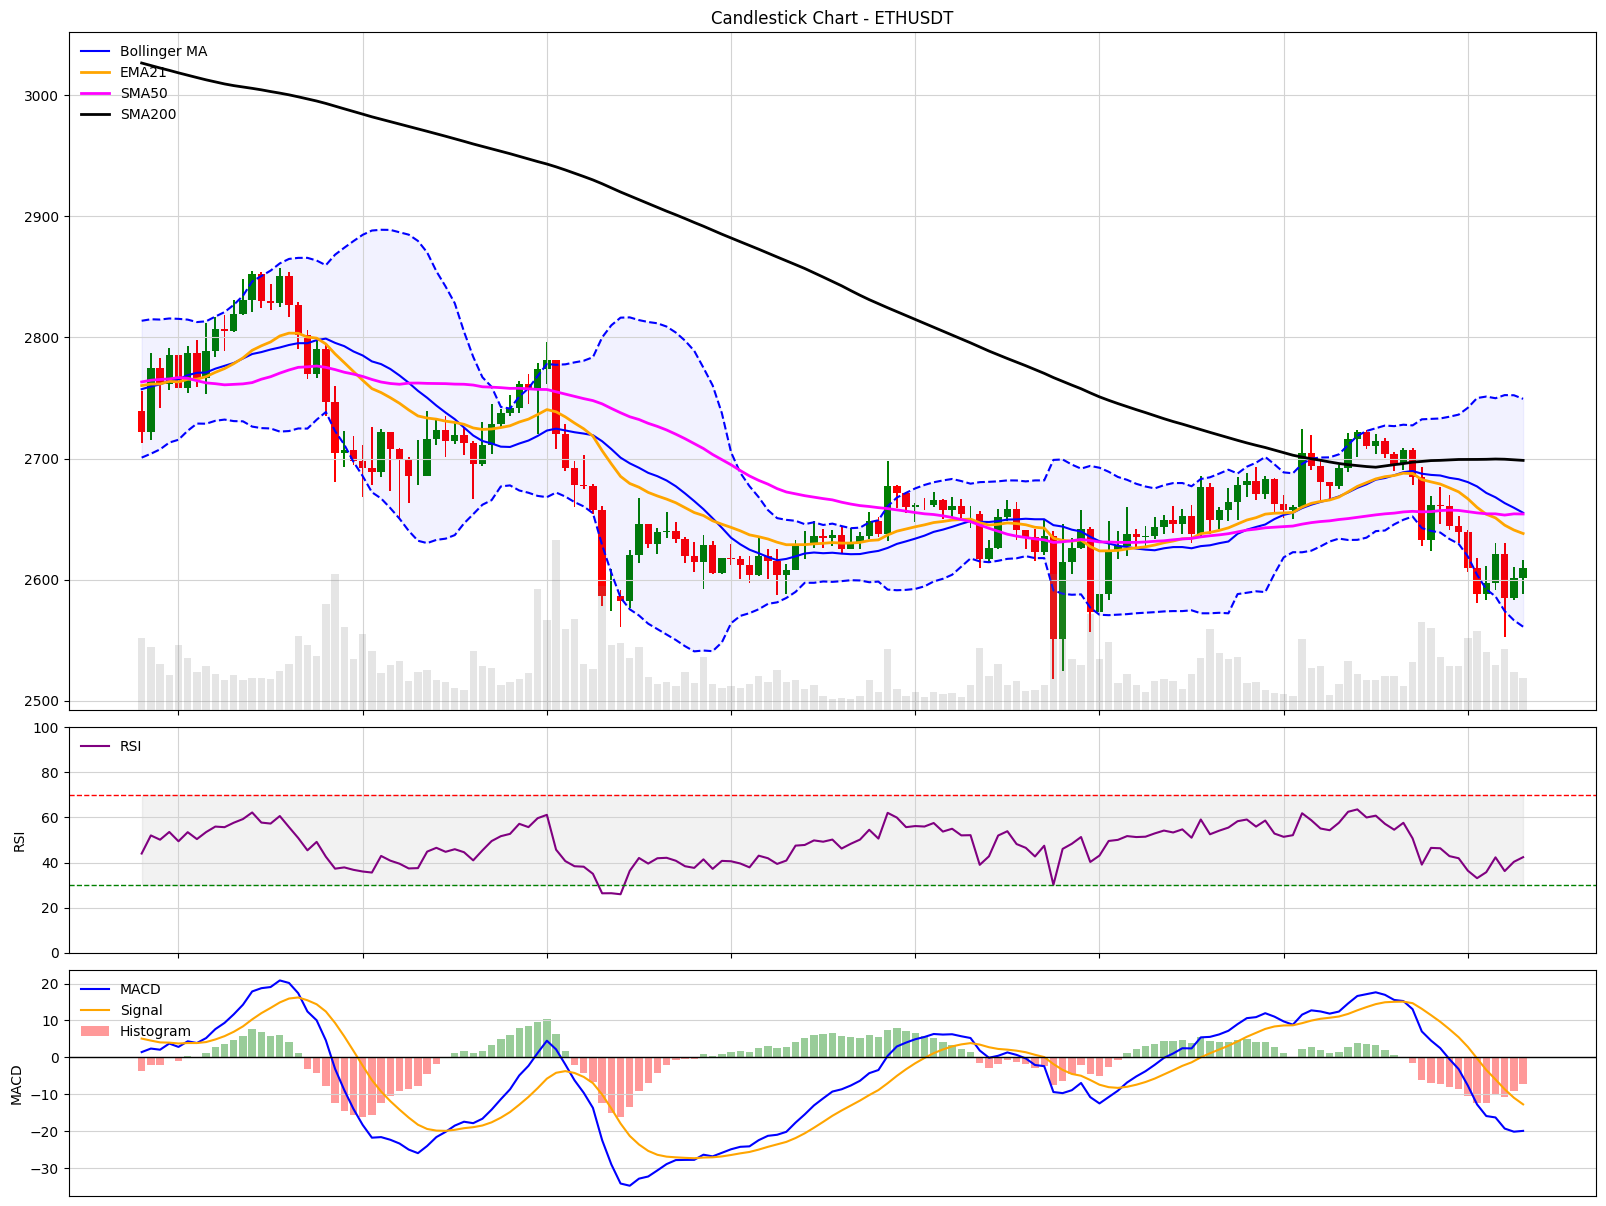 Candlestick Chart - ETHUSDT
Bollinger MA
EMA21
SMA50
SMA200
3000
2900
2800
2700
2600
2500
RSI
100
80
60
40
20
0
RSI
MACD
Signal
Histogram
20
10
0
−10
−20
−30
MACD